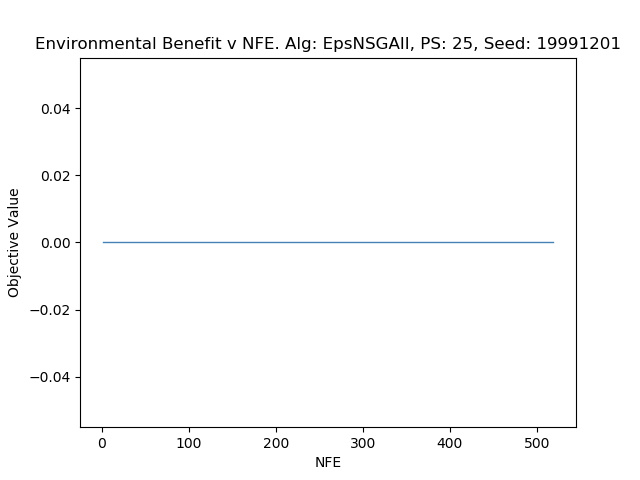 Environmental Benefit v NFE. Alg: EpsNSGAII, PS: 25, Seed: 19991201
0.04
0.02
0.00
−0.02
−0.04
Objective Value
0 100 200 300 400 500
NFE